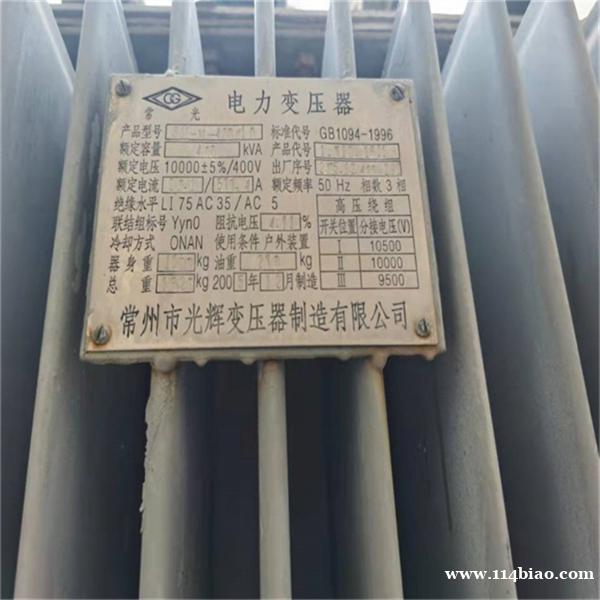 CG
常光
电力变压器
产品型号 标准代号 GB1094-1996
额定容量 kVA 产品代号
额定电压 10000±5%/400V 出厂序号
额定电流 / A 额定频率 50 Hz 相数 3 相
绝缘水平 LI 75 AC 35 / AC 5 高压绕组
联结组标号 Yyn0 阻抗电压 % 开关位置 分接电压(V)
冷却方式 ONAN 使用条件 户外装置 I 10500
器身重 kg 油重 kg II 10000
总重 kg 200 年 月制造 III 9500
常州市光辉变压器制造有限公司
www.114biao.com